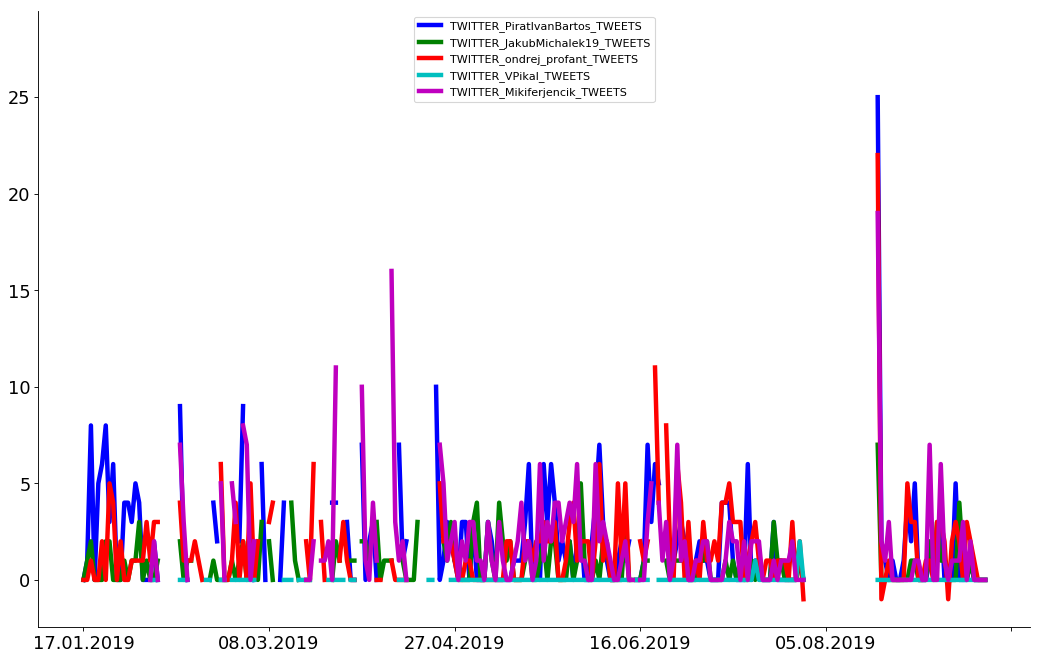 TWITTER_PiratIvanBartos_TWEETS
TWITTER_JakubMichalek19_TWEETS
TWITTER_ondrej_profant_TWEETS
TWITTER_VPikal_TWEETS
TWITTER_Mikiferjencik_TWEETS
25
20
15
10
5
0
17.01.2019 08.03.2019 27.04.2019 16.06.2019 05.08.2019